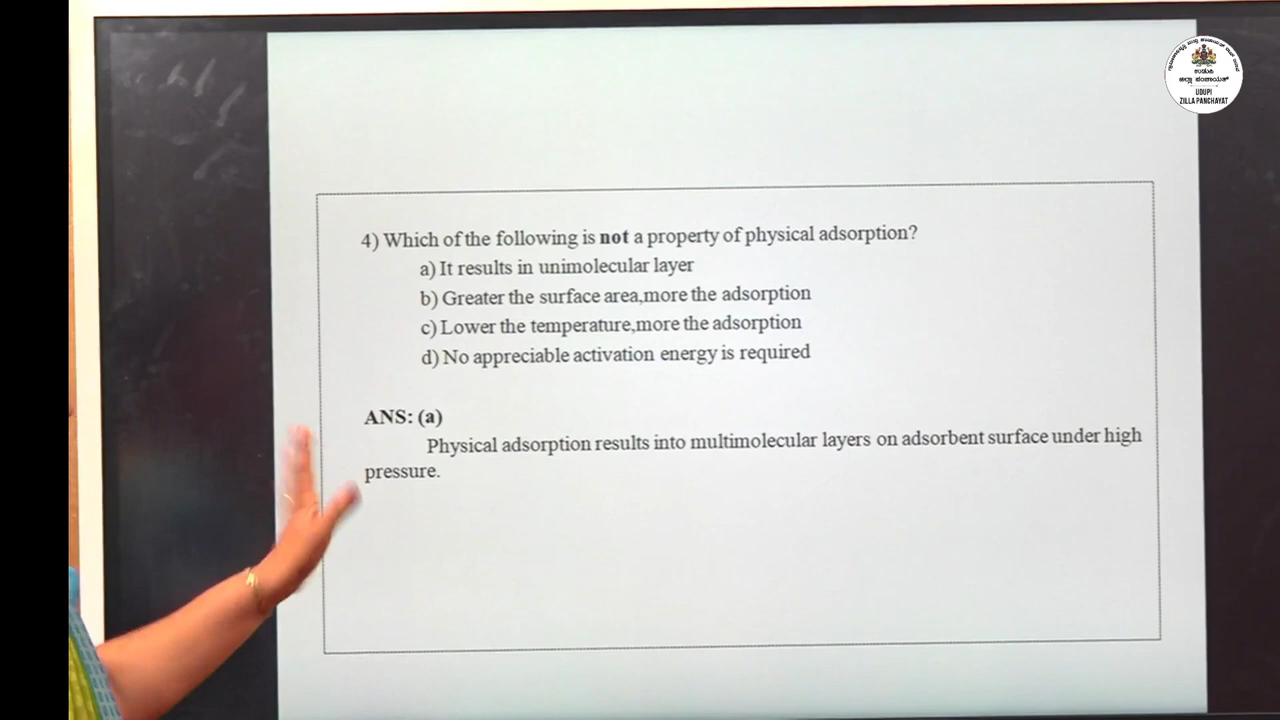 ಉಡುಪಿ
ಜಿಲ್ಲಾ ಪಂಚಾಯತ್
UDUPI
ZILLA PANCHAYAT
4) Which of the following is not a property of physical adsorption?
a) It results in unimolecular layer
b) Greater the surface area,more the adsorption
c) Lower the temperature,more the adsorption
d) No appreciable activation energy is required
ANS: (a)
Physical adsorption results into multimolecular layers on adsorbent surface under high
pressure.